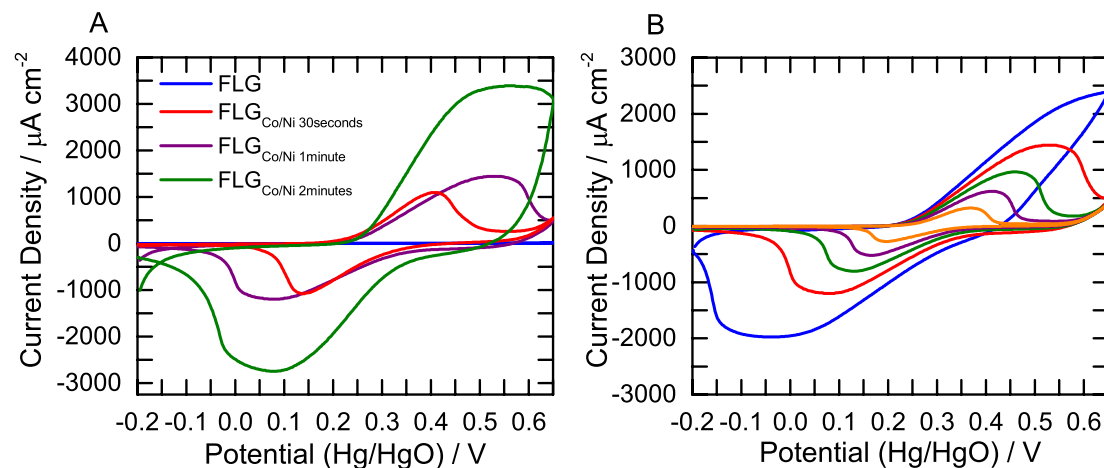 A
4000
3000
2000
1000
0
-1000
-2000
-3000
Current Density / μA cm-2
FLG
FLGCo/Ni 30seconds
FLGCo/Ni 1minute
FLGCo/Ni 2minutes
-0.2 -0.1 0.0 0.1 0.2 0.3 0.4 0.5 0.6
Potential (Hg/HgO) / V
B
3000
2000
1000
0
-1000
-2000
-3000
Current Density / μA cm-2
-0.2 -0.1 0.0 0.1 0.2 0.3 0.4 0.5 0.6
Potential (Hg/HgO) / V